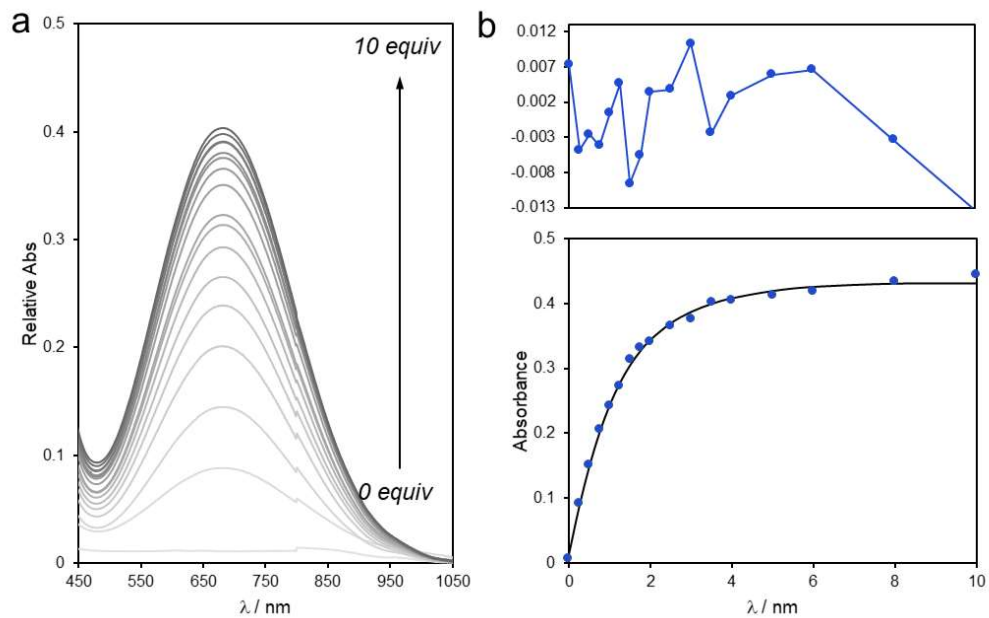 a
0.5
0.4
0.3
0.2
0.1
0
Relative Abs
10 equiv
0 equiv
450 550 650 750 850 950 1050
λ / nm
b
0.012
0.007
0.002
-0.003
-0.008
-0.013
0.5
0.4
0.3
0.2
0.1
0
Absorbance
0 2 4 6 8 10
λ / nm